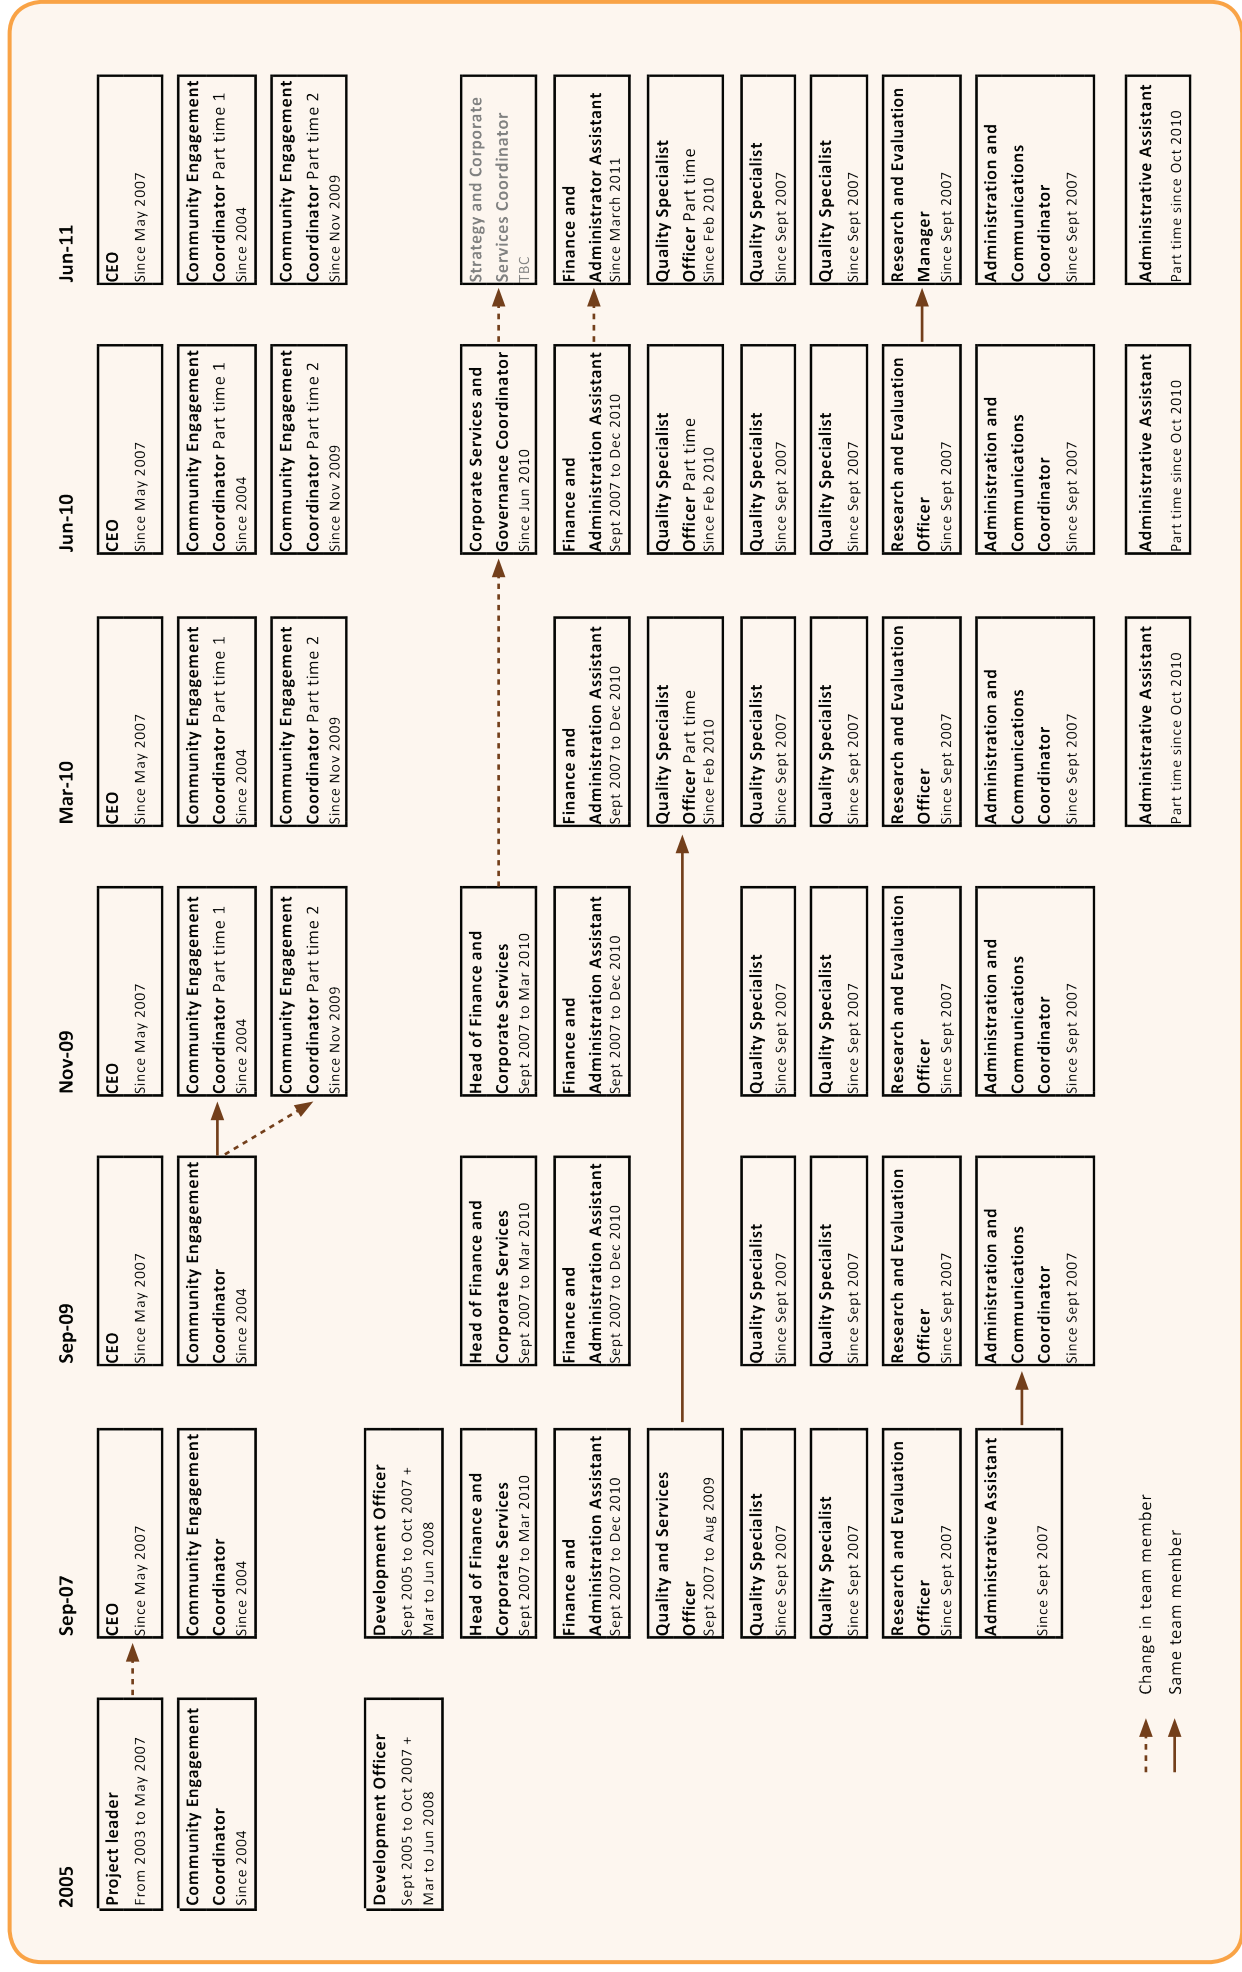 2005
Project leader
From 2003 to May 2007
Community Engagement
Coordinator
Since 2004
Development Officer
Sept 2005 to Oct 2007 +
Mar to Jun 2008
Sep-07
CEO
Since May 2007
Community Engagement
Coordinator
Since 2004
Development Officer
Sept 2005 to Oct 2007 +
Mar to Jun 2008
Head of Finance and
Corporate Services
Sept 2007 to Mar 2010
Finance and
Administration Assistant
Sept 2007 to Dec 2010
Quality and Services
Officer
Sept 2007 to Aug 2009
Quality Specialist
Since Sept 2007
Quality Specialist
Since Sept 2007
Research and Evaluation
Officer
Since Sept 2007
Administrative Assistant
Since Sept 2007
Sep-09
CEO
Since May 2007
Community Engagement
Coordinator
Since 2004
Head of Finance and
Corporate Services
Sept 2007 to Mar 2010
Finance and
Administration Assistant
Sept 2007 to Dec 2010
Quality Specialist
Since Sept 2007
Quality Specialist
Since Sept 2007
Research and Evaluation
Officer
Since Sept 2007
Administration and
Communications
Coordinator
Since Sept 2007
Nov-09
CEO
Since May 2007
Community Engagement
Coordinator Part time 1
Since 2004
Community Engagement
Coordinator Part time 2
Since Nov 2009
Head of Finance and
Corporate Services
Sept 2007 to Mar 2010
Finance and
Administration Assistant
Sept 2007 to Dec 2010
Quality Specialist
Since Sept 2007
Quality Specialist
Since Sept 2007
Research and Evaluation
Officer
Since Sept 2007
Administration and
Communications
Coordinator
Since Sept 2007
Mar-10
CEO
Since May 2007
Community Engagement
Coordinator Part time 1
Since 2004
Community Engagement
Coordinator Part time 2
Since Nov 2009
Finance and
Administration Assistant
Sept 2007 to Dec 2010
Quality Specialist
Officer Part time
Since Feb 2010
Quality Specialist
Since Sept 2007
Quality Specialist
Since Sept 2007
Research and Evaluation
Officer
Since Sept 2007
Administration and
Communications
Coordinator
Since Sept 2007
Administrative Assistant
Part time since Oct 2010
Jun-10
CEO
Since May 2007
Community Engagement
Coordinator Part time 1
Since 2004
Community Engagement
Coordinator Part time 2
Since Nov 2009
Corporate Services and
Governance Coordinator
Since Jun 2010
Finance and
Administration Assistant
Sept 2007 to Dec 2010
Quality Specialist
Officer Part time
Since Feb 2010
Quality Specialist
Since Sept 2007
Quality Specialist
Since Sept 2007
Research and Evaluation
Officer
Since Sept 2007
Administration and
Communications
Coordinator
Since Sept 2007
Administrative Assistant
Part time since Oct 2010
Jun-11
CEO
Since May 2007
Community Engagement
Coordinator Part time 1
Since 2004
Community Engagement
Coordinator Part time 2
Since Nov 2009
Strategy and Corporate
Services Coordinator
TBC
Finance and
Administrator Assistant
Since March 2011
Quality Specialist
Officer Part time
Since Feb 2010
Quality Specialist
Since Sept 2007
Quality Specialist
Since Sept 2007
Research and Evaluation
Manager
Since Sept 2007
Administration and
Communications
Coordinator
Since Sept 2007
Administrative Assistant
Part time since Oct 2010
Change in team member
Same team member